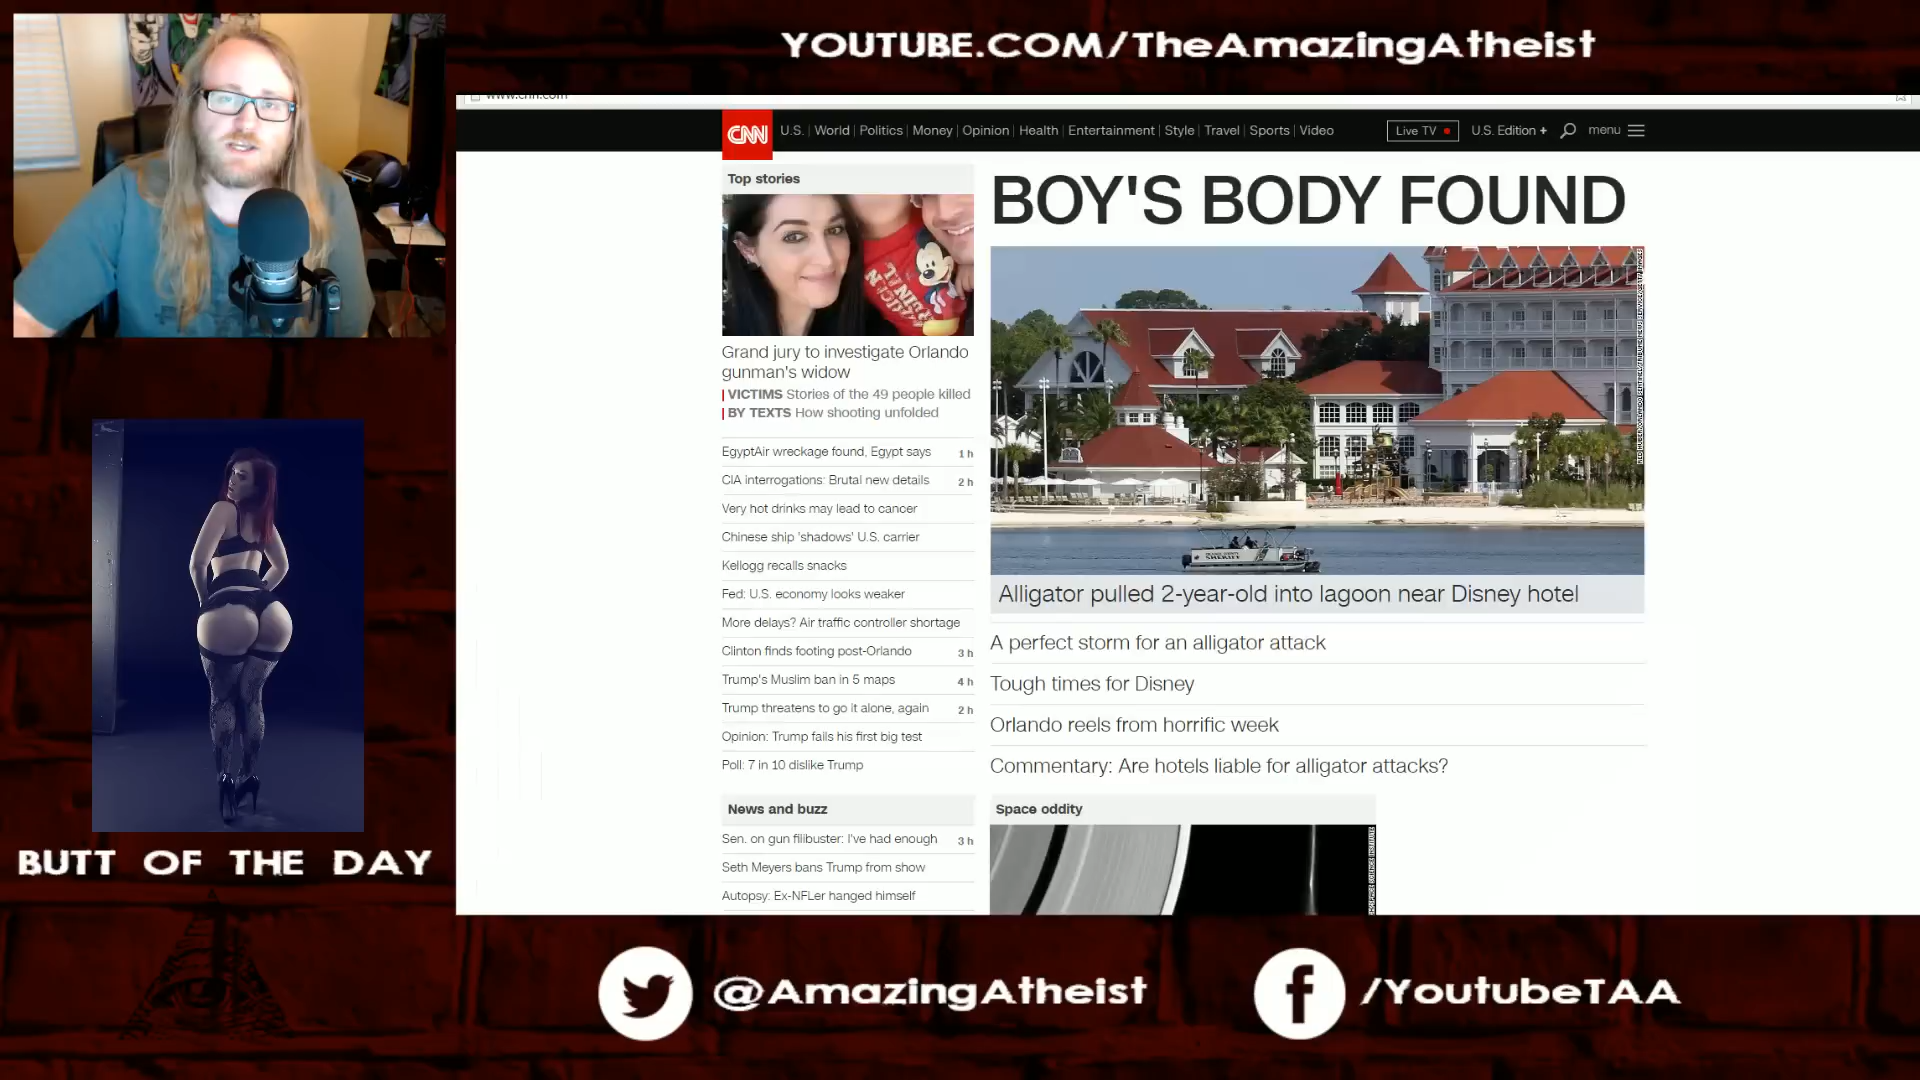 YOUTUBE.COM/TheAmazingAtheist
www.cnn.com
CNN
U.S. World Politics Money Opinion Health Entertainment Style Travel Sports Video
Live TV
U.S. Edition +
menu
Top stories
Grand jury to investigate Orlando
gunman's widow
VICTIMS Stories of the 49 people killed
BY TEXTS How shooting unfolded
EgyptAir wreckage found, Egypt says 1 h
CIA interrogations: Brutal new details 2 h
Very hot drinks may lead to cancer
Chinese ship 'shadows' U.S. carrier
Kellogg recalls snacks
Fed: U.S. economy looks weaker
More delays? Air traffic controller shortage
Clinton finds footing post-Orlando 3 h
Trump's Muslim ban in 5 maps 4 h
Trump threatens to go it alone, again 2 h
Opinion: Trump fails his first big test
Poll: 7 in 10 dislike Trump
News and buzz
Sen. on gun filibuster: I've had enough 3 h
Seth Meyers bans Trump from show
Autopsy: Ex-NFLer hanged himself
BOY'S BODY FOUND
SHERIFF
Alligator pulled 2-year-old into lagoon near Disney hotel
A perfect storm for an alligator attack
Tough times for Disney
Orlando reels from horrific week
Commentary: Are hotels liable for alligator attacks?
Space oddity
BUTT OF THE DAY
@AmazingAtheist
/YoutubeTAA